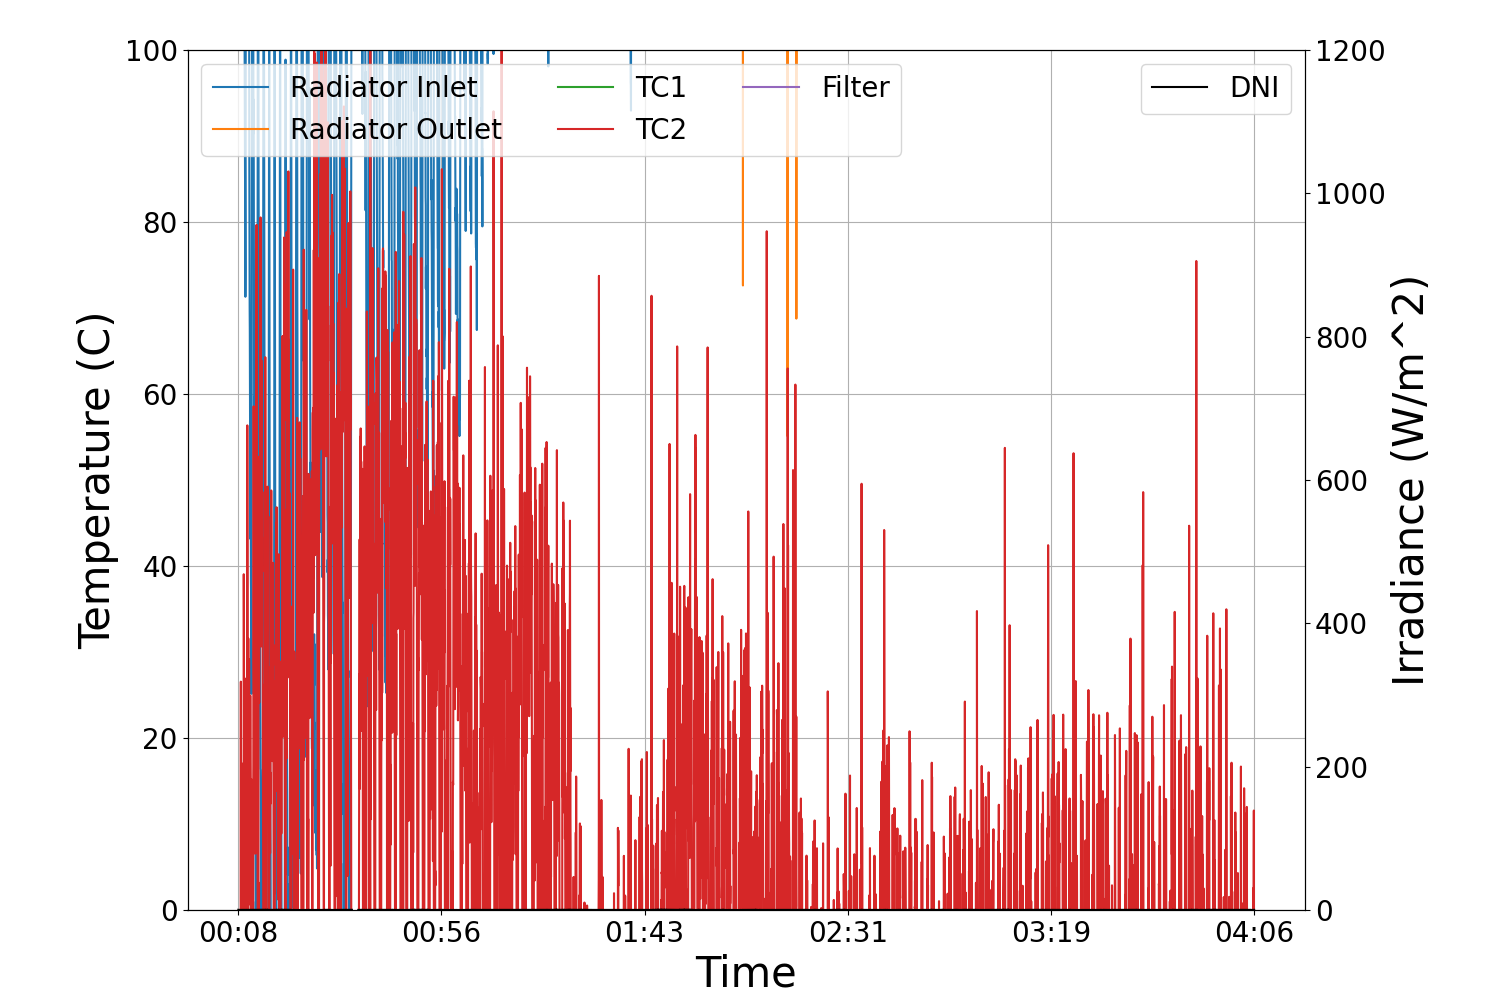 Radiator Inlet
Radiator Outlet
TC1
TC2
Filter
DNI
Temperature (C)
100
80
60
40
20
0
Irradiance (W/m^2)
1200
1000
800
600
400
200
0
00:08 00:56 01:43 02:31 03:19 04:06
Time